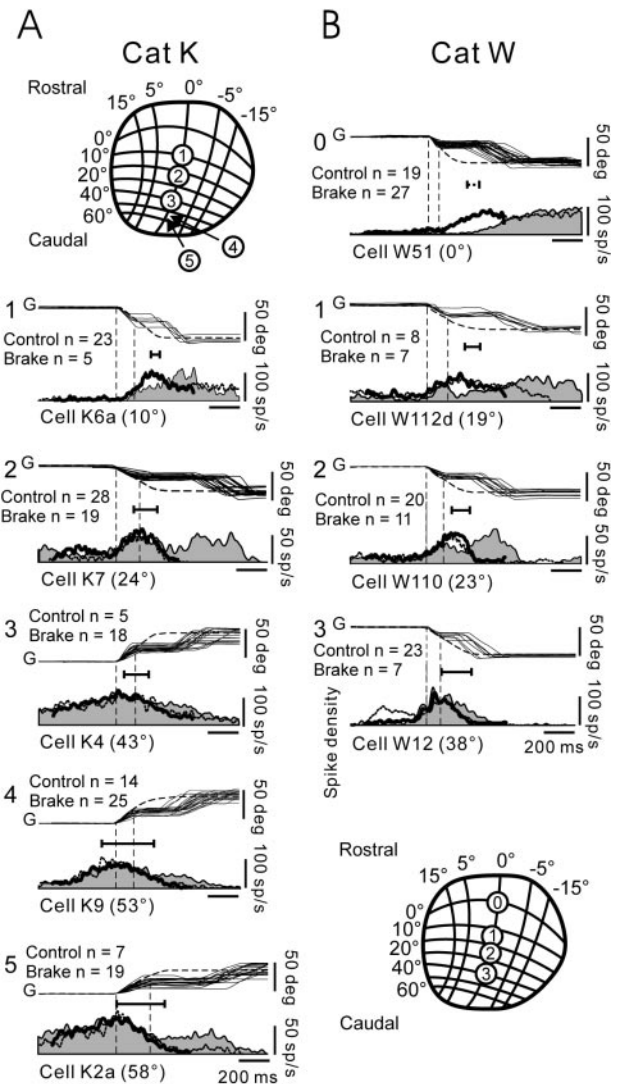 A
Cat K
Rostral
15° 5° 0° -5° -15°
0°
10°
20°
40°
60°
1
2
3
4
5
Caudal
1 G
Control n = 23
Brake n = 5
50 deg
100 sp/s
Cell K6a (10°)
2 G
Control n = 28
Brake n = 19
50 deg
50 sp/s
Cell K7 (24°)
3
Control n = 5
Brake n = 18
G
50 deg
100 sp/s
Cell K4 (43°)
4
Control n = 14
Brake n = 25
G
50 deg
100 sp/s
Cell K9 (53°)
5
Control n = 7
Brake n = 19
G
50 deg
50 sp/s
Cell K2a (58°)
200 ms
B
Cat W
0 G
Control n = 19
Brake n = 27
50 deg
100 sp/s
Cell W51 (0°)
1 G
Control n = 8
Brake n = 7
50 deg
100 sp/s
Cell W112d (19°)
2 G
Control n = 20
Brake n = 11
50 deg
50 sp/s
Cell W110 (23°)
3 G
Control n = 23
Brake n = 7
50 deg
100 sp/s
Spike density
Cell W12 (38°)
200 ms
Rostral
15° 5° 0° -5° -15°
0°
10°
20°
40°
60°
0
1
2
3
Caudal